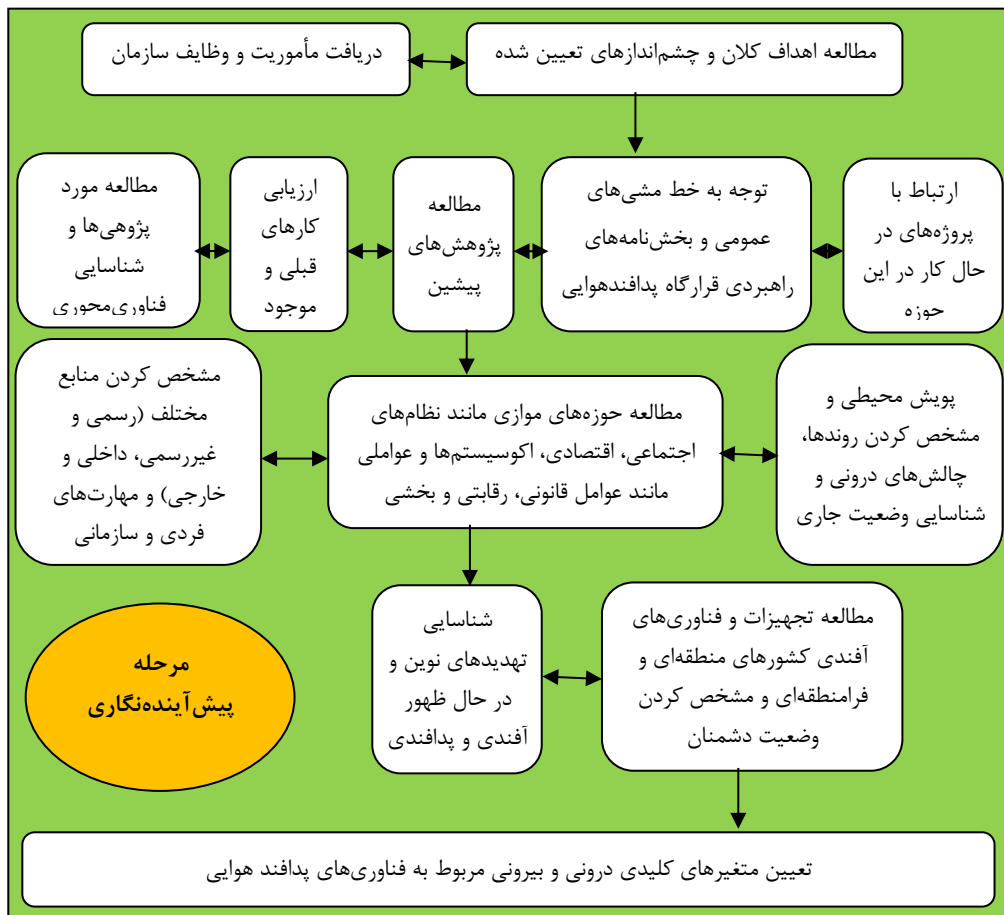 مطالعه اهداف کلان و چشم‌اندازهای تعیین شده
دریافت مأموریت و وظایف سازمان
ارتباط با
پروژه‌های در
حال کار در این
حوزه
توجه به خط مشی‌های
عمومی و بخش‌نامه‌های
راهبردی قرارگاه پدافندهوایی
مطالعه
پژوهش‌های
پیشین
ارزیابی
کارهای
قبلی و
موجود
مطالعه مورد
پژوهی‌ها و
شناسایی
فناوری‌محوری
پویش محیطی و
مشخص کردن روندها،
چالش‌های درونی و
شناسایی وضعیت جاری
مطالعه حوزه‌های موازی مانند نظام‌های
اجتماعی، اقتصادی، اکوسیستم‌ها و عواملی
مانند عوامل قانونی، رقابتی و بخشی
مشخص کردن منابع
مختلف (رسمی و
غیررسمی، داخلی و
خارجی) و مهارت‌های
فردی و سازمانی
مطالعه تجهیزات و فناوری‌های
آفندی کشورهای منطقه‌ای و
فرامنطقه‌ای و مشخص کردن
وضعیت دشمنان
شناسایی
تهدیدهای نوین و
در حال ظهور
آفندی و پدافندی
مرحله
پیش‌آینده‌نگاری
تعیین متغیرهای کلیدی درونی و بیرونی مربوط به فناوری‌های پدافند هوایی